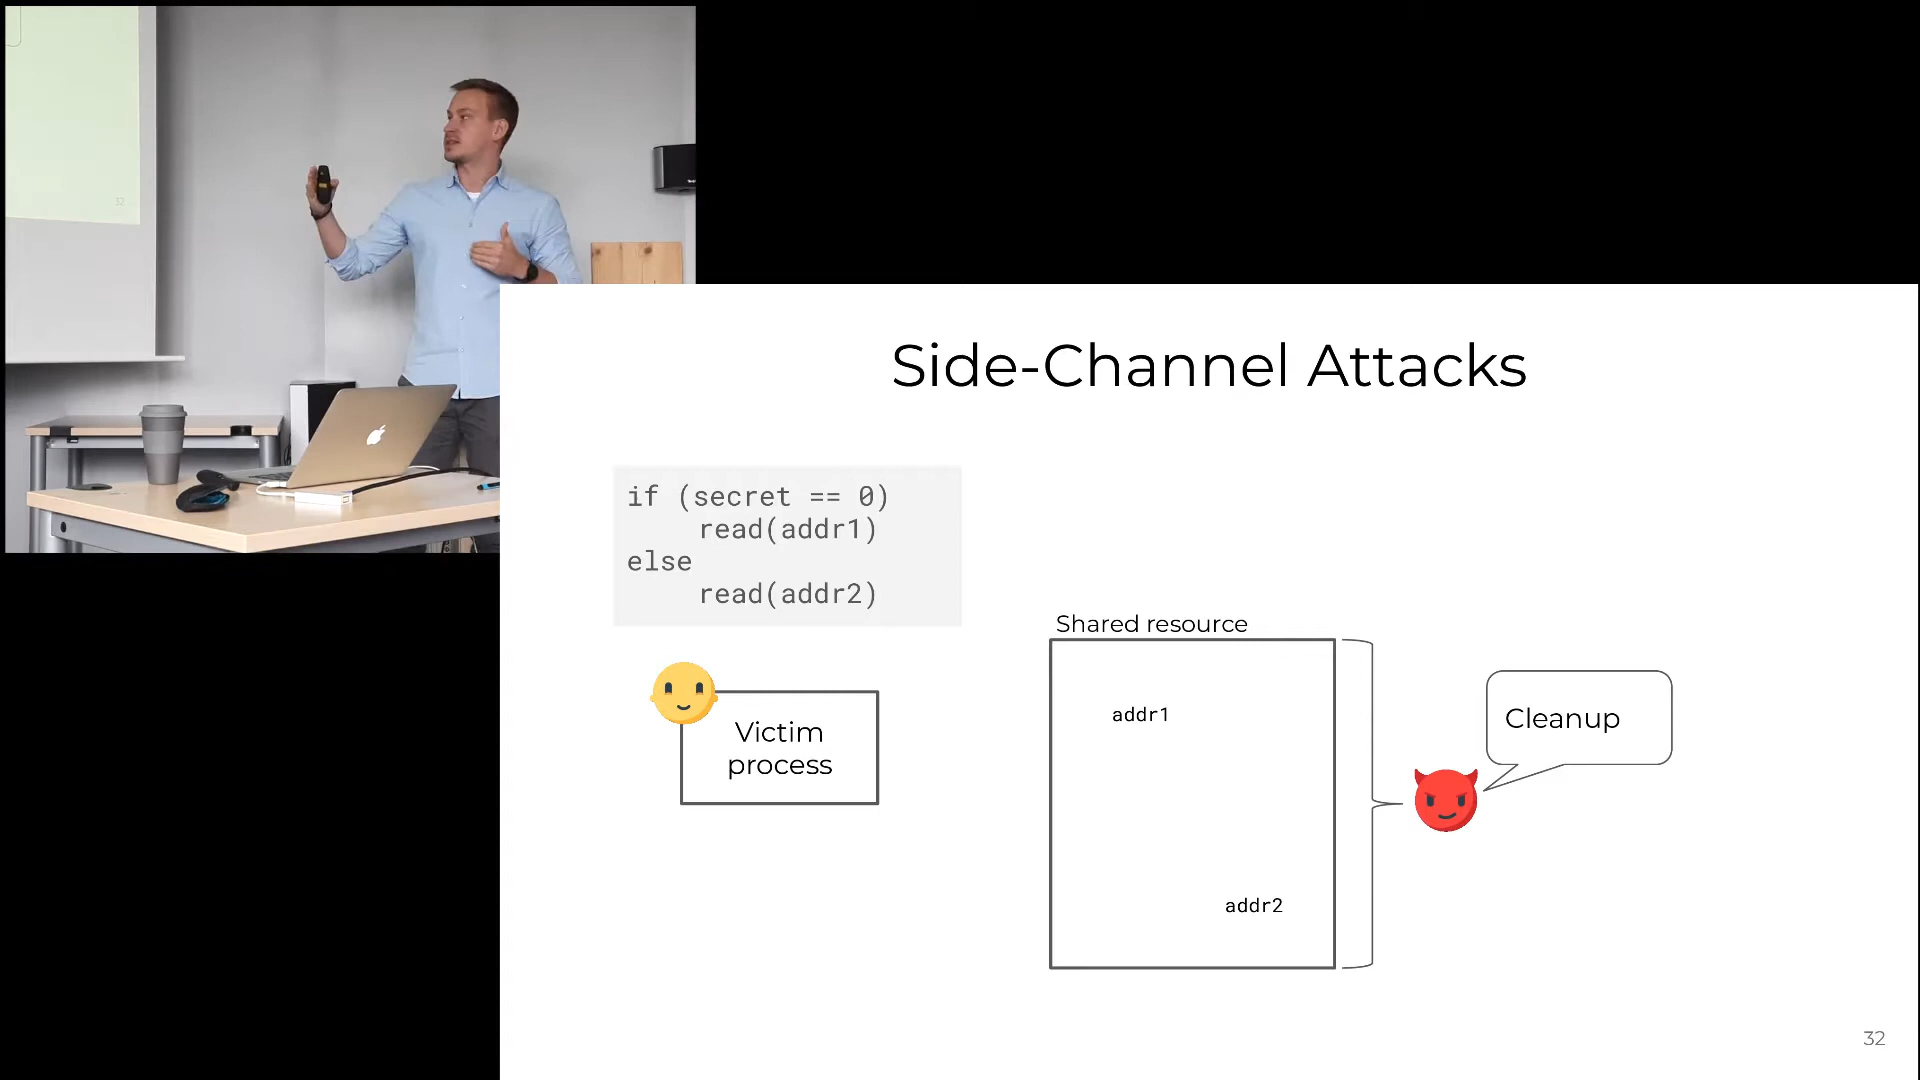 Side-Channel Attacks
if (secret == 0)
read(addr1)
else
read(addr2)
Shared resource
Victim
process
addr1
addr2
Cleanup
32
32